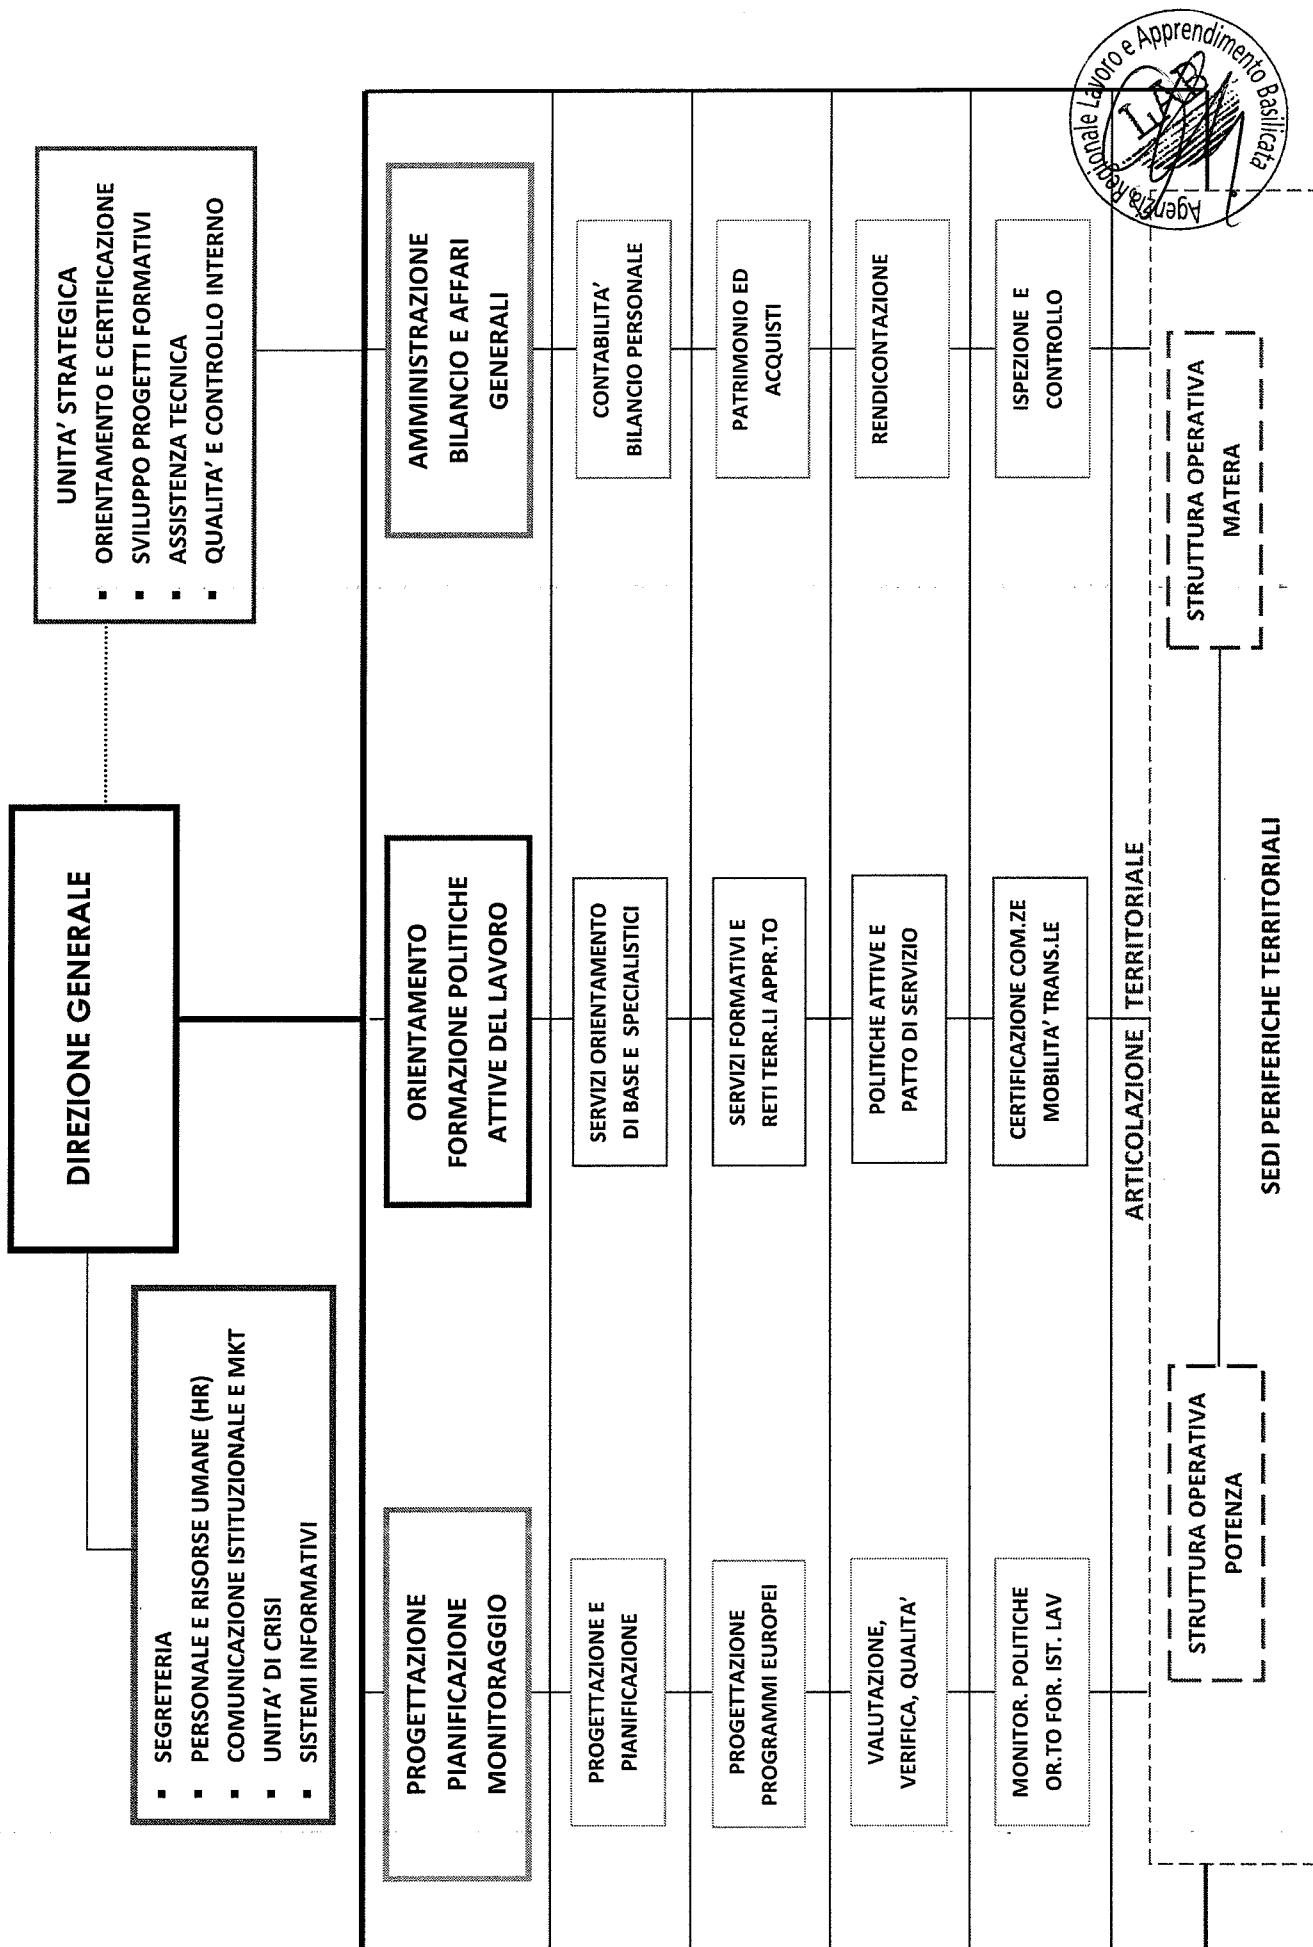 DIREZIONE GENERALE
▪ SEGRETERIA
▪ PERSONALE E RISORSE UMANE (HR)
▪ COMUNICAZIONE ISTITUZIONALE E MKT
▪ UNITA’ DI CRISI
▪ SISTEMI INFORMATIVI
UNITA’ STRATEGICA
▪ ORIENTAMENTO E CERTIFICAZIONE
▪ SVILUPPO PROGETTI FORMATIVI
▪ ASSISTENZA TECNICA
▪ QUALITA’ E CONTROLLO INTERNO
PROGETTAZIONE
PIANIFICAZIONE
MONITORAGGIO
ORIENTAMENTO
FORMAZIONE POLITICHE
ATTIVE DEL LAVORO
AMMINISTRAZIONE
BILANCIO E AFFARI
GENERALI
PROGETTAZIONE E
PIANIFICAZIONE
SERVIZI ORIENTAMENTO
DI BASE E SPECIALISTICI
CONTABILITA’
BILANCIO PERSONALE
PROGETTAZIONE
PROGRAMMI EUROPEI
SERVIZI FORMATIVI E
RETI TERR.LI APPR.TO
PATRIMONIO ED
ACQUISTI
VALUTAZIONE,
VERIFICA, QUALITA’
POLITICHE ATTIVE E
PATTO DI SERVIZIO
RENDICONTAZIONE
MONITOR. POLITICHE
OR.TO FOR. IST. LAV
CERTIFICAZIONE COM.ZE
MOBILITA’ TRANS.LE
ISPEZIONE E
CONTROLLO
ARTICOLAZIONE TERRITORIALE
STRUTTURA OPERATIVA
POTENZA
STRUTTURA OPERATIVA
MATERA
SEDI PERIFERICHE TERRITORIALI
Agenzia Regionale Lavoro e Apprendimento Basilicata
LAB